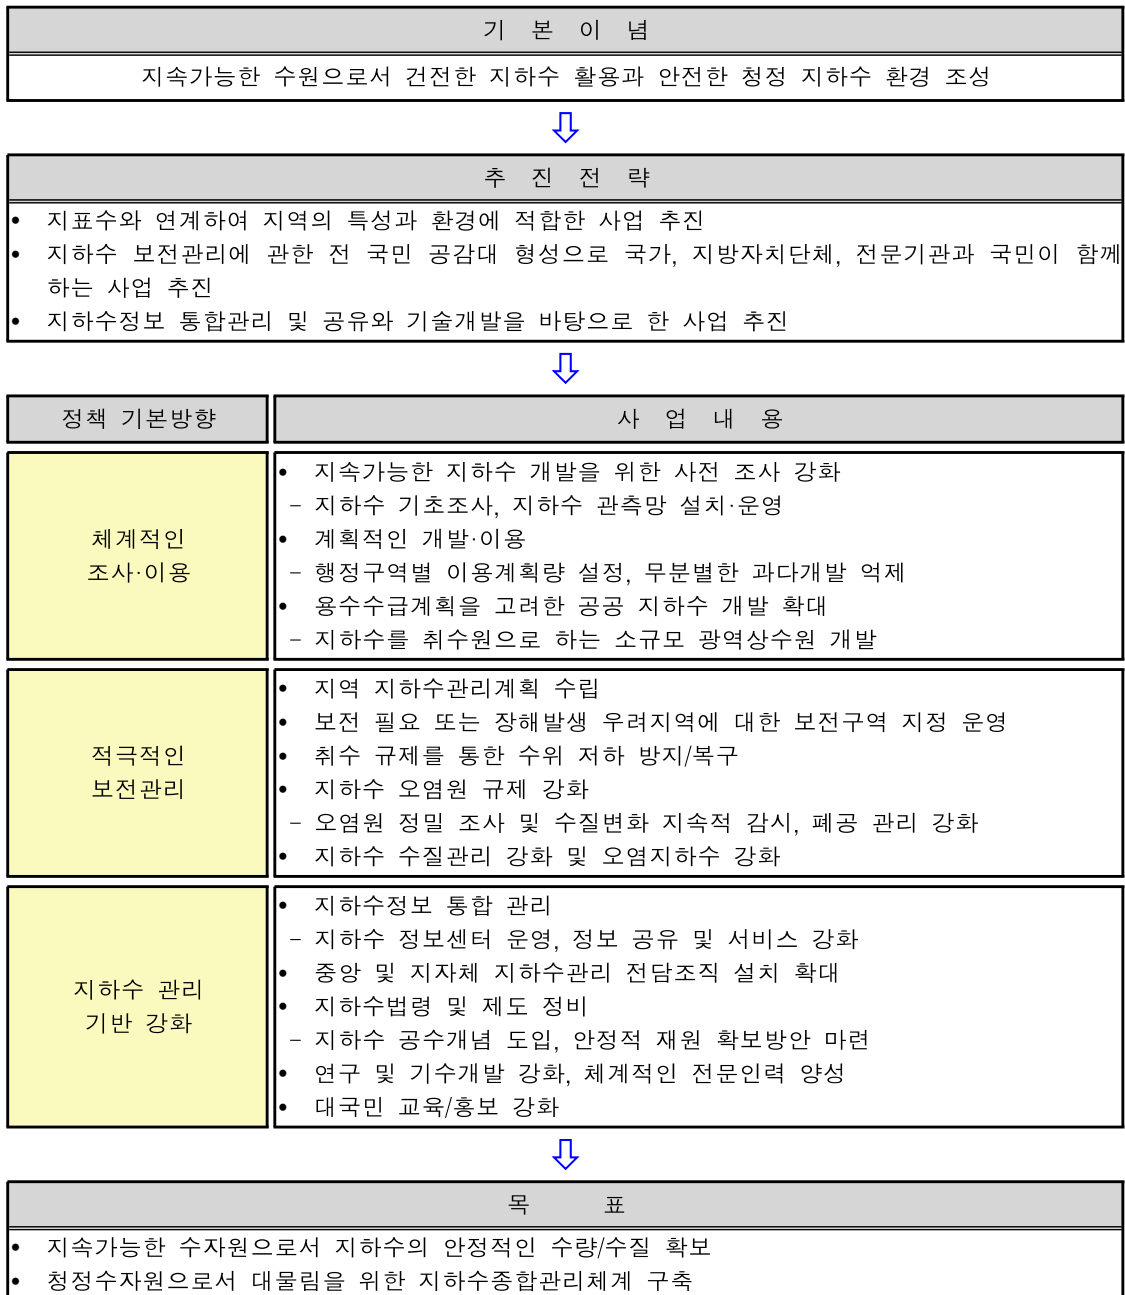 기 본 이 념
지속가능한 수원으로서 건전한 지하수 활용과 안전한 청정 지하수 환경 조성
추 진 전 략
• 지표수와 연계하여 지역의 특성과 환경에 적합한 사업 추진
• 지하수 보전관리에 관한 전 국민 공감대 형성으로 국가, 지방자치단체, 전문기관과 국민이 함께
하는 사업 추진
• 지하수정보 통합관리 및 공유와 기술개발을 바탕으로 한 사업 추진
정책 기본방향
사 업 내 용
체계적인
조사·이용
• 지속가능한 지하수 개발을 위한 사전 조사 강화
– 지하수 기초조사, 지하수 관측망 설치·운영
• 계획적인 개발·이용
– 행정구역별 이용계획량 설정, 무분별한 과다개발 억제
• 용수수급계획을 고려한 공공 지하수 개발 확대
– 지하수를 취수원으로 하는 소규모 광역상수원 개발
적극적인
보전관리
• 지역 지하수관리계획 수립
• 보전 필요 또는 장해발생 우려지역에 대한 보전구역 지정 운영
• 취수 규제를 통한 수위 저하 방지/복구
• 지하수 오염원 규제 강화
– 오염원 정밀 조사 및 수질변화 지속적 감시, 폐공 관리 강화
• 지하수 수질관리 강화 및 오염지하수 강화
지하수 관리
기반 강화
• 지하수정보 통합 관리
– 지하수 정보센터 운영, 정보 공유 및 서비스 강화
• 중앙 및 지자체 지하수관리 전담조직 설치 확대
• 지하수법령 및 제도 정비
– 지하수 공수개념 도입, 안정적 재원 확보방안 마련
• 연구 및 기수개발 강화, 체계적인 전문인력 양성
• 대국민 교육/홍보 강화
목 표
• 지속가능한 수자원으로서 지하수의 안정적인 수량/수질 확보
• 청정수자원으로서 대물림을 위한 지하수종합관리체계 구축